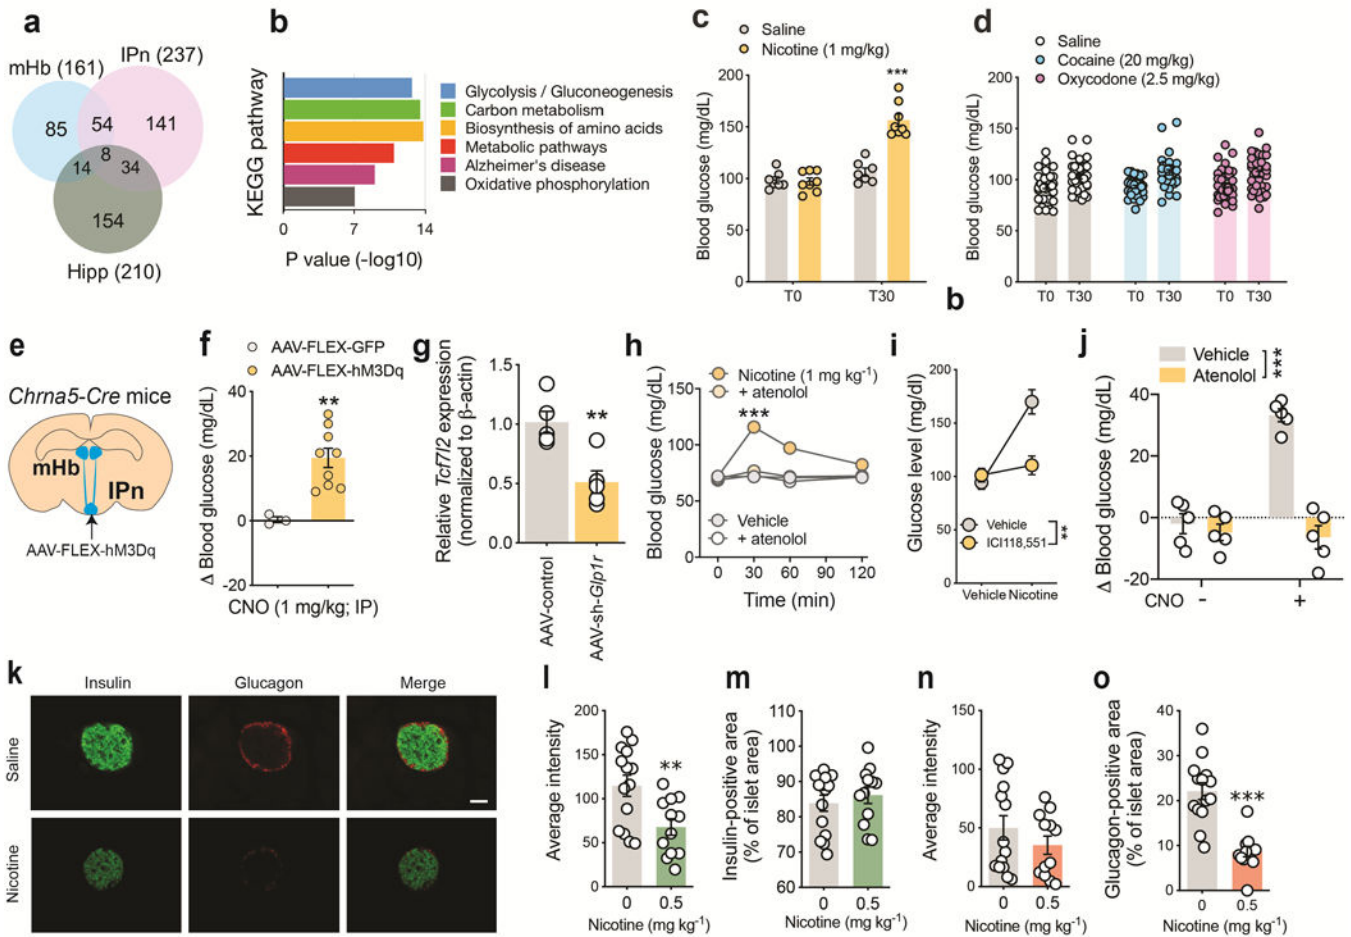 a
mHb (161)
IPn (237)
85
54
141
8
14
34
154
Hipp (210)
b
KEGG pathway
0
7
14
P value (-log10)
Glycolysis / Gluconeogenesis
Carbon metabolism
Biosynthesis of amino acids
Metabolic pathways
Alzheimer's disease
Oxidative phosphorylation
c
Saline
Nicotine (1 mg/kg)
Blood glucose (mg/dL)
200
150
100
50
0
***
T0
T30
d
Saline
Cocaine (20 mg/kg)
Oxycodone (2.5 mg/kg)
Blood glucose (mg/dL)
200
150
100
50
0
T0
T30
T0
T30
T0
T30
b
e
Chrna5-Cre mice
mHb
IPn
AAV-FLEX-hM3Dq
f
AAV-FLEX-GFP
AAV-FLEX-hM3Dq
Δ Blood glucose (mg/dL)
40
20
0
-20
**
CNO (1 mg/kg; IP)
g
Relative Tcf7l2 expression
(normalized to β-actin)
1.5
1.0
0.5
0.0
**
AAV-control
AAV-sh-Glp1r
h
Blood glucose (mg/dL)
150
100
50
0
Nicotine (1 mg kg-1)
+ atenolol
***
Vehicle
+ atenolol
0
30
60
90
120
Time (min)
i
Glucose level (mg/dl)
200
150
100
50
0
Vehicle
ICI118,551
**
Vehicle Nicotine
j
Vehicle
Atenolol
***
Δ Blood glucose (mg/dL)
40
20
0
-20
CNO - +
k
Insulin
Glucagon
Merge
Saline
Nicotine
l
Average intensity
200
150
100
50
0
**
0
0.5
Nicotine (mg kg-1)
m
Insulin-positive area
(% of islet area)
110
100
90
80
70
60
0
0.5
Nicotine (mg kg-1)
n
Average intensity
150
100
50
0
0
0.5
Nicotine (mg kg-1)
o
Glucagon-positive area
(% of islet area)
40
30
20
10
0
***
0
0.5
Nicotine (mg kg-1)